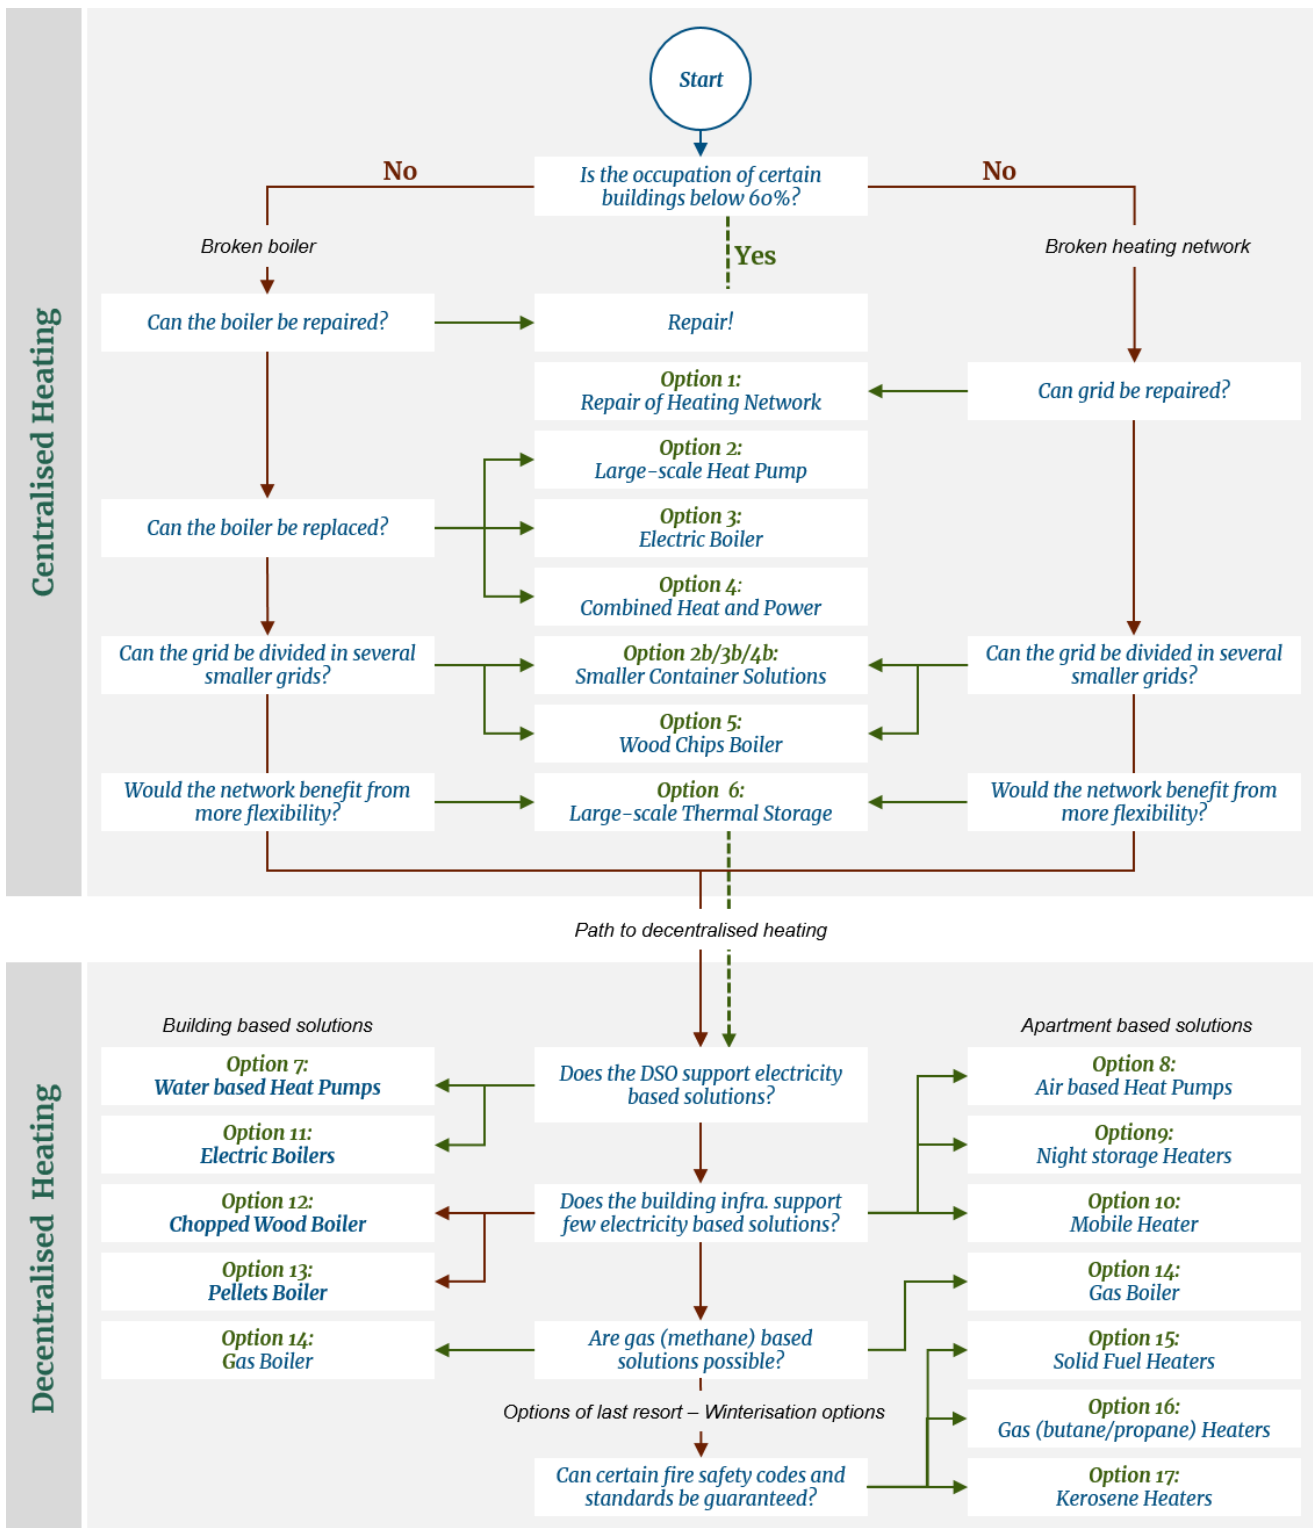 Start
No
Is the occupation of certain
buildings below 60%?
No
Broken boiler
Yes
Broken heating network
Centralised Heating
Can the boiler be repaired?
Repair!
Option 1:
Repair of Heating Network
Can grid be repaired?
Option 2:
Large-scale Heat Pump
Can the boiler be replaced?
Option 3:
Electric Boiler
Option 4:
Combined Heat and Power
Can the grid be divided in several
smaller grids?
Option 2b/3b/4b:
Smaller Container Solutions
Can the grid be divided in several
smaller grids?
Option 5:
Wood Chips Boiler
Would the network benefit from
more flexibility?
Option 6:
Large-scale Thermal Storage
Would the network benefit from
more flexibility?
Path to decentralised heating
Decentralised Heating
Building based solutions
Apartment based solutions
Option 7:
Water based Heat Pumps
Does the DSO support electricity
based solutions?
Option 8:
Air based Heat Pumps
Option 11:
Electric Boilers
Option9:
Night storage Heaters
Option 12:
Chopped Wood Boiler
Does the building infra. support
few electricity based solutions?
Option 10:
Mobile Heater
Option 13:
Pellets Boiler
Option 14:
Gas Boiler
Option 14:
Gas Boiler
Are gas (methane) based
solutions possible?
Option 15:
Solid Fuel Heaters
Options of last resort – Winterisation options
Option 16:
Gas (butane/propane) Heaters
Can certain fire safety codes and
standards be guaranteed?
Option 17:
Kerosene Heaters